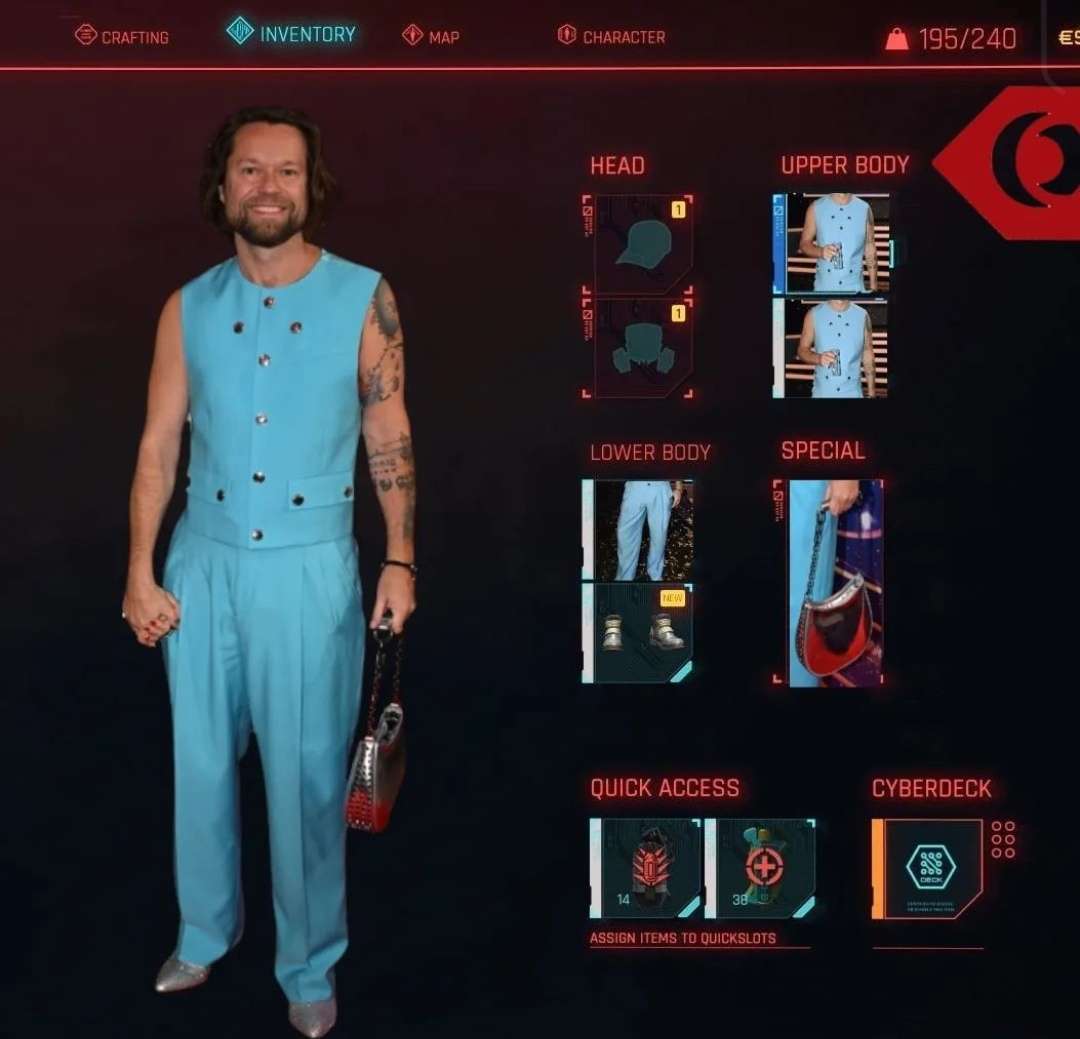 CRAFTING
INVENTORY
MAP
CHARACTER
195/240
HEAD
UPPER BODY
1
1
LOWER BODY
SPECIAL
NEW
QUICK ACCESS
CYBERDECK
14
38
DECK
ASSIGN ITEMS TO QUICKSLOTS